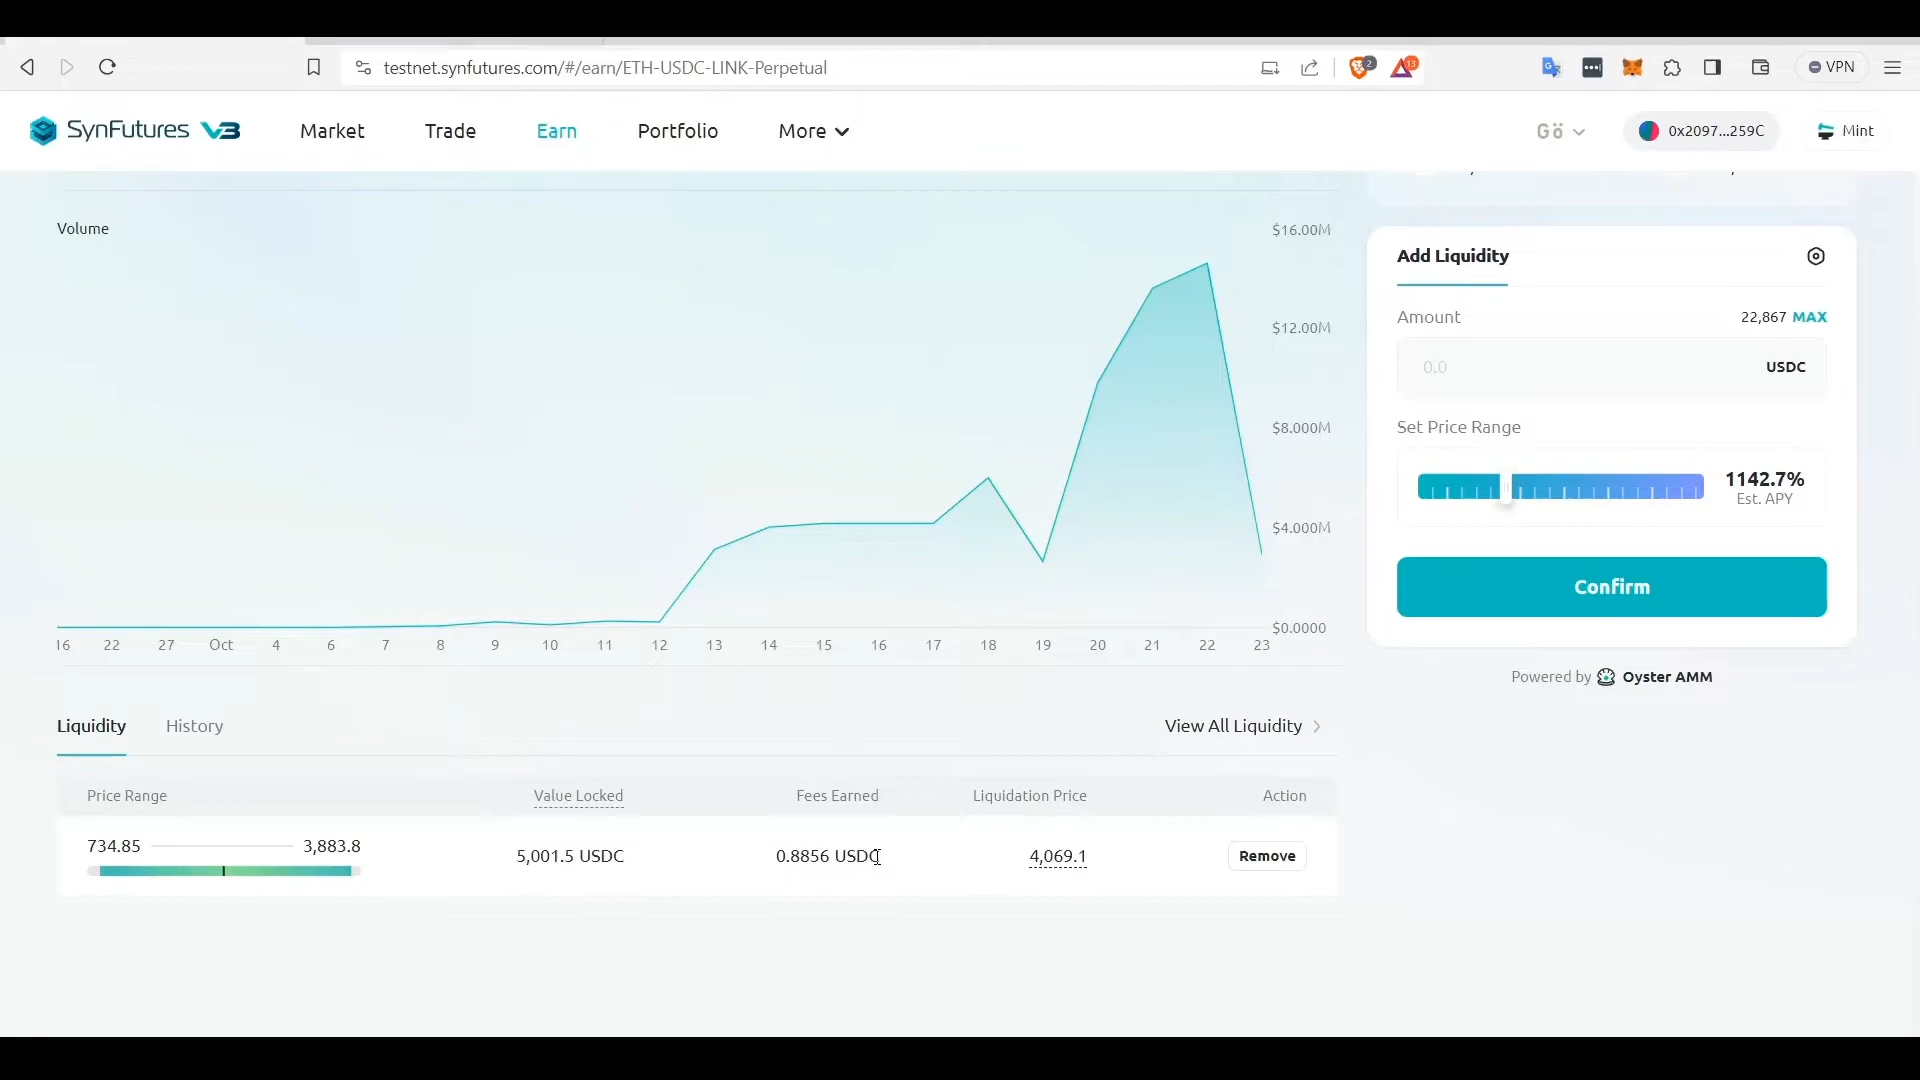 testnet.synfutures.com/#/earn/ETH-USDC-LINK-Perpetual
2
13
VPN
SynFutures V3
Market
Trade
Earn
Portfolio
More
Gö
0x2097...259C
Mint
Volume
$16.00M
$12.00M
$8.000M
$4.000M
$0.0000
16 22 27 Oct 4 6 7 8 9 10 11 12 13 14 15 16 17 18 19 20 21 22 23
Add Liquidity
Amount
22,867 MAX
0.0
USDC
Set Price Range
1142.7%
Est. APY
Confirm
Powered by Oyster AMM
Liquidity
History
View All Liquidity
Price Range
Value Locked
Fees Earned
Liquidation Price
Action
734.85
3,883.8
5,001.5 USDC
0.8856 USDC
4,069.1
Remove